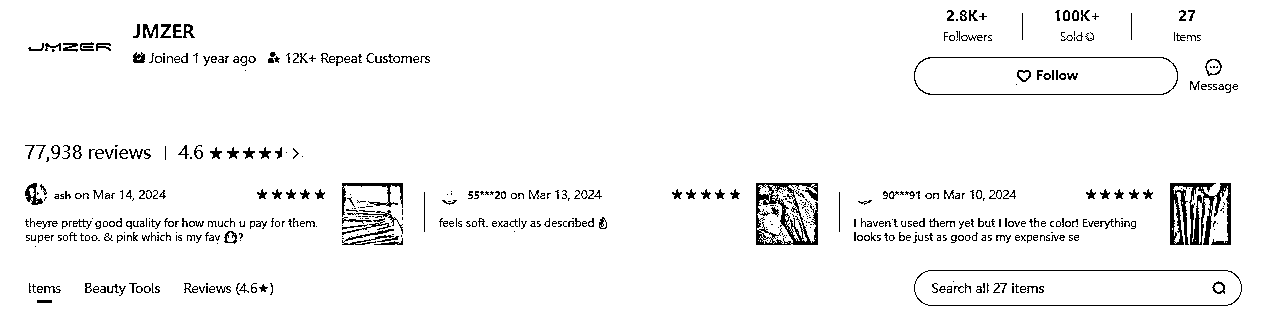 JMZER
JMZER
Joined 1 year ago 12K+ Repeat Customers
2.8K+
Followers
100K+
Sold
27
Items
Follow
Message
77,938 reviews | 4.6 ★★★★ >
ash on Mar 14, 2024 ★★★★★
theyre pretty good quality for how much u pay for them.
super soft too. & pink which is my fav ?
55***20 on Mar 13, 2024 ★★★★★
feels soft. exactly as described
90***91 on Mar 10, 2024 ★★★★★
I haven't used them yet but I love the color! Everything
looks to be just as good as my expensive se
Items Beauty Tools Reviews (4.6★)
Search all 27 items